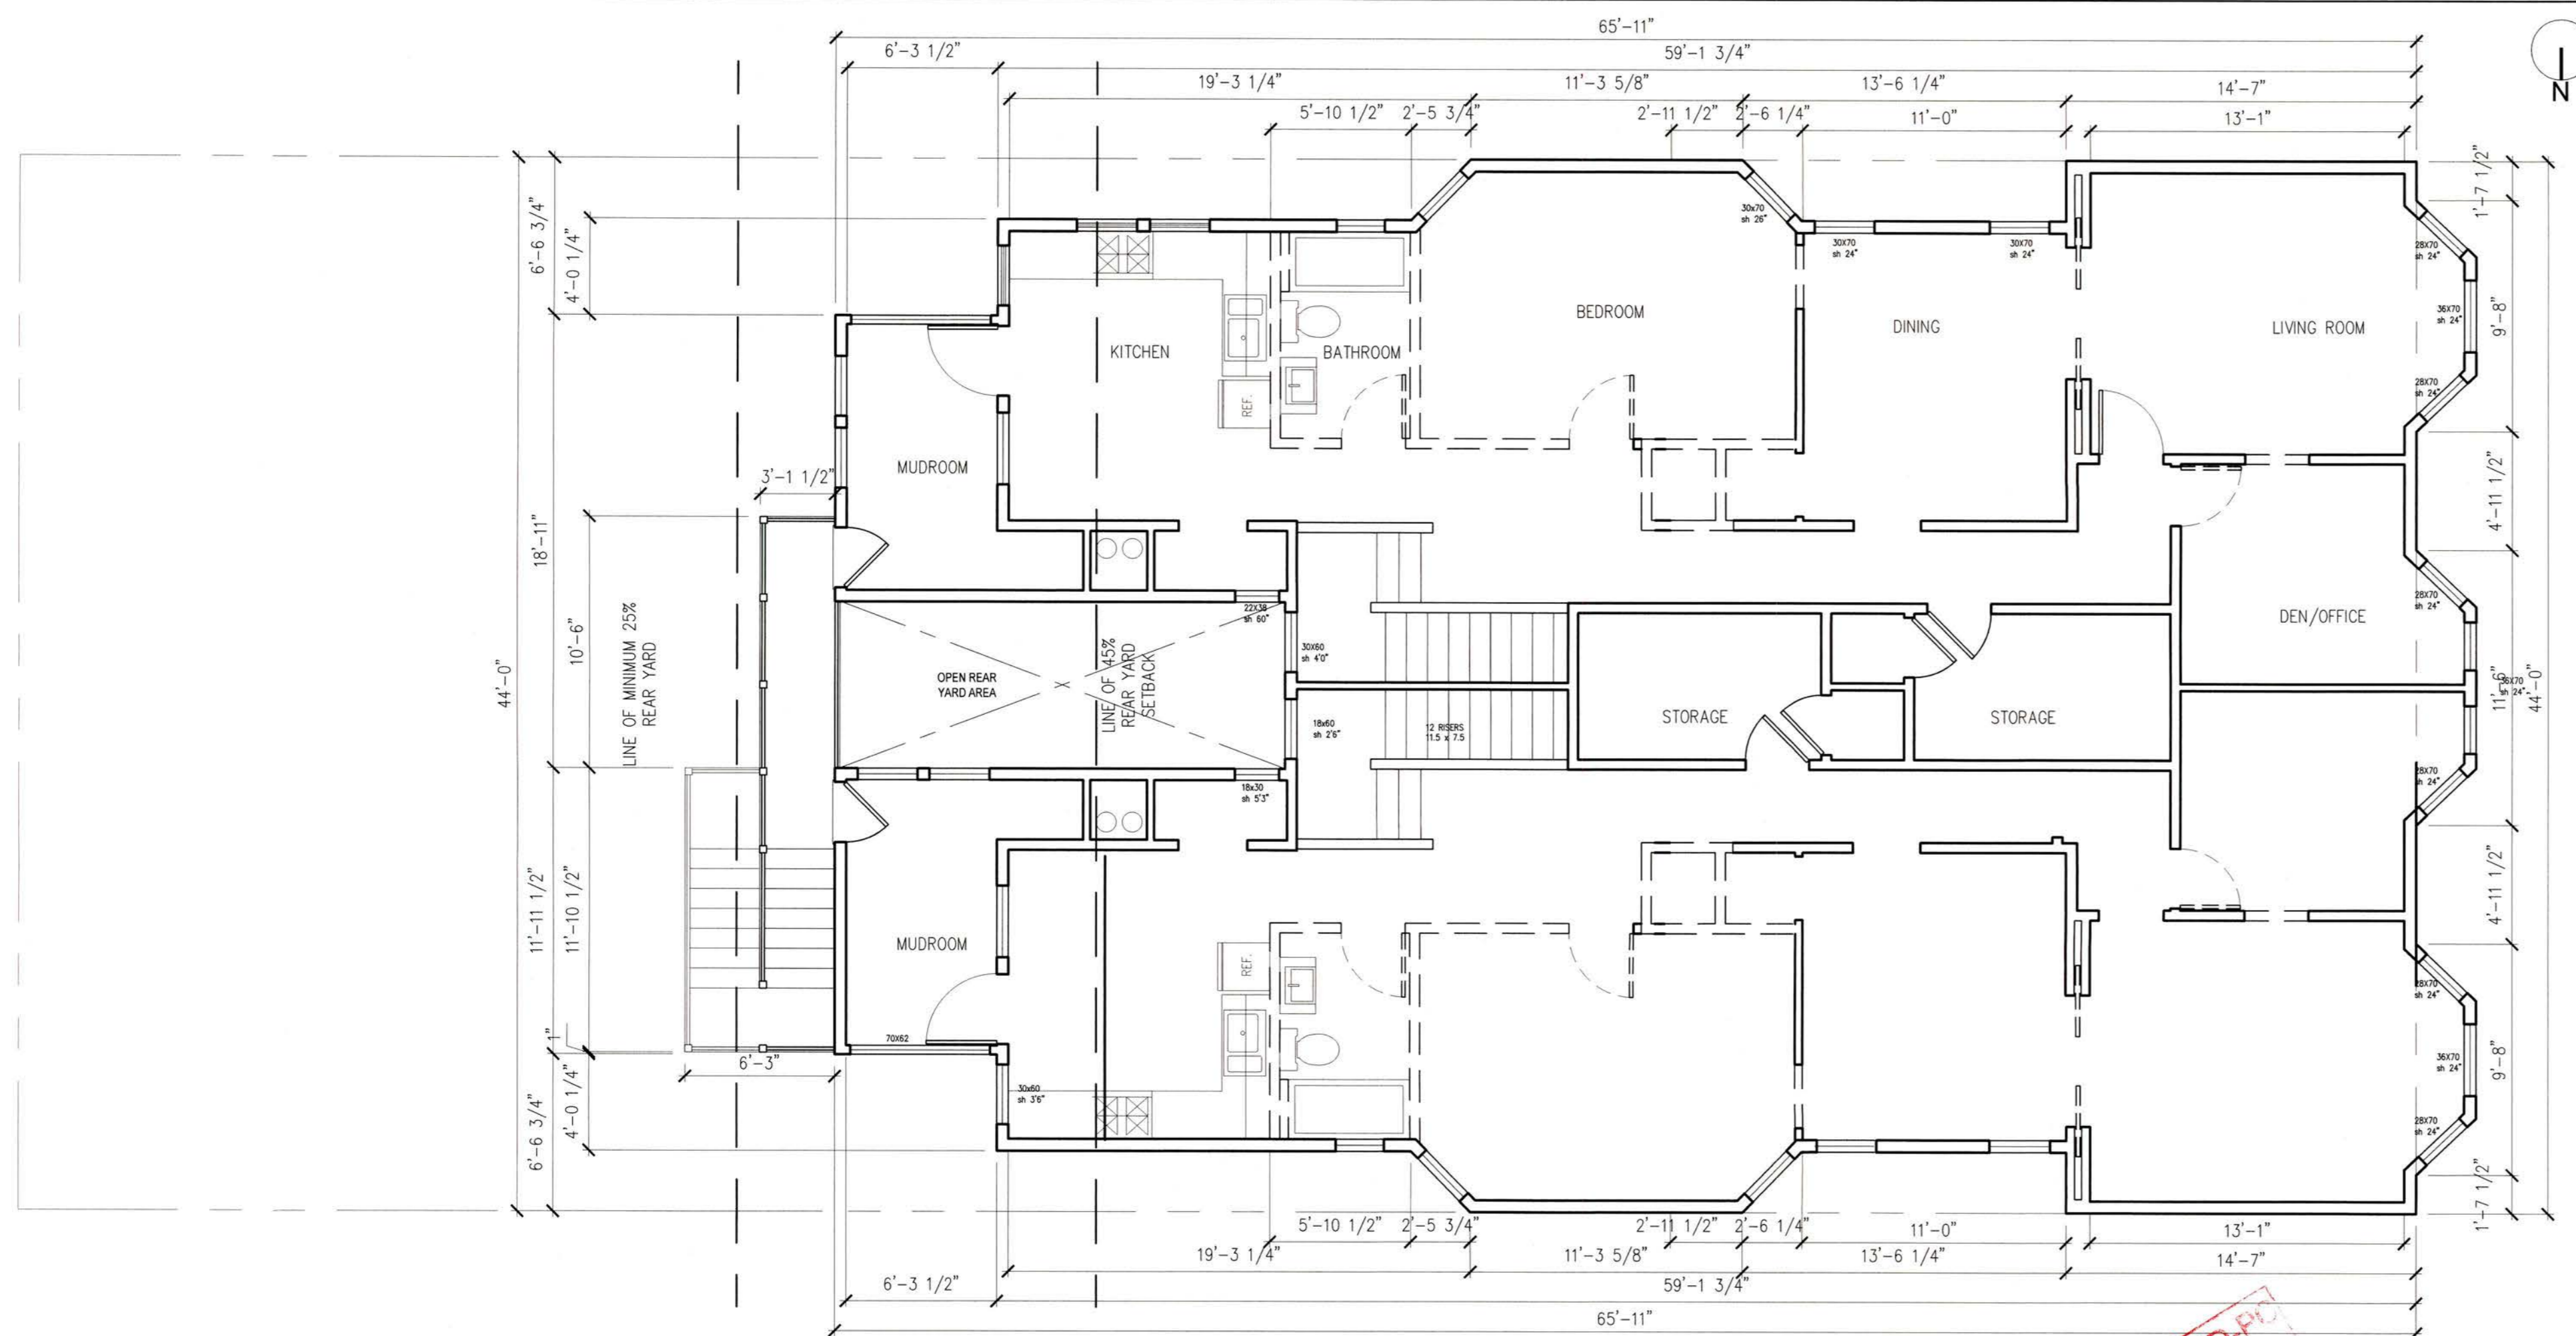 65'-11"
6'-3 1/2"
59'-1 3/4"
19'-3 1/4"
11'-3 5/8"
13'-6 1/4"
14'-7"
5'-10 1/2"
2'-5 3/4"
2'-11 1/2"
2'-6 1/4"
11'-0"
13'-1"
N
1'-7 1/2"
6'-6 3/4"
4'-0 1/4"
30x70
sh 26"
30X70
sh 24"
30X70
sh 24"
28X70
sh 24"
BEDROOM
DINING
LIVING ROOM
36X70
sh 24"
9'-8"
KITCHEN
BATHROOM
28X70
sh 24"
REF.
MUDROOM
3'-1 1/2"
4'-11 1/2"
18'-11"
10'-6"
44'-0"
LINE OF MINIMUM 25%
REAR YARD
22X38
sh 60"
28X70
sh 24"
DEN/OFFICE
30X60
sh 4'0"
OPEN REAR
YARD AREA
LINE OF 45%
REAR YARD
SETBACK
36X70
sh 24"
11'-6"
44'-0"
18x60
sh 2'6"
12 RISERS
11.5 x 7.5
STORAGE
STORAGE
18x30
sh 5'3"
28X70
sh 24"
11'-11 1/2"
11'-10 1/2"
4'-11 1/2"
MUDROOM
REF.
28X70
sh 24"
1"
70X62
6'-3"
36X70
sh 24"
9'-8"
30x60
sh 3'6"
6'-6 3/4"
4'-0 1/4"
28X70
sh 24"
1'-7 1/2"
5'-10 1/2"
2'-5 3/4"
2'-11 1/2"
2'-6 1/4"
11'-0"
13'-1"
19'-3 1/4"
11'-3 5/8"
13'-6 1/4"
14'-7"
6'-3 1/2"
59'-1 3/4"
65'-11"